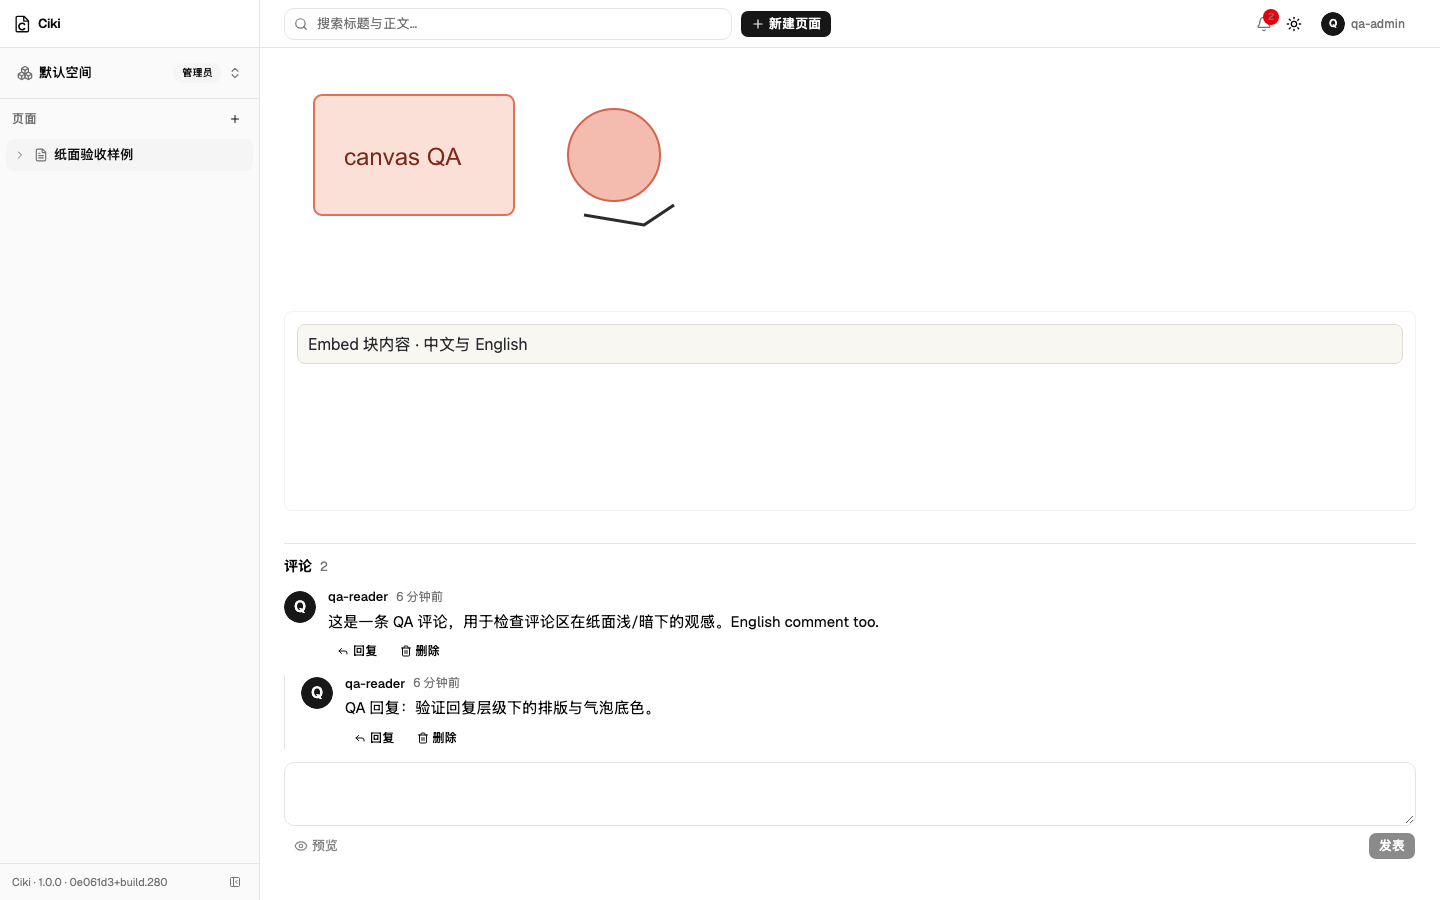 Ciki
搜索标题与正文...
新建页面
2
Q
qa-admin
默认空间
管理员
页面
纸面验收样例
canvas QA
Embed 块内容 · 中文与 English
评论 2
Q
qa-reader 6 分钟前
这是一条 QA 评论，用于检查评论区在纸面浅/暗下的观感。English comment too.
回复 删除
Q
qa-reader 6 分钟前
QA 回复：验证回复层级下的排版与气泡底色。
回复 删除
预览
发表
Ciki · 1.0.0 · 0e061d3+build.280